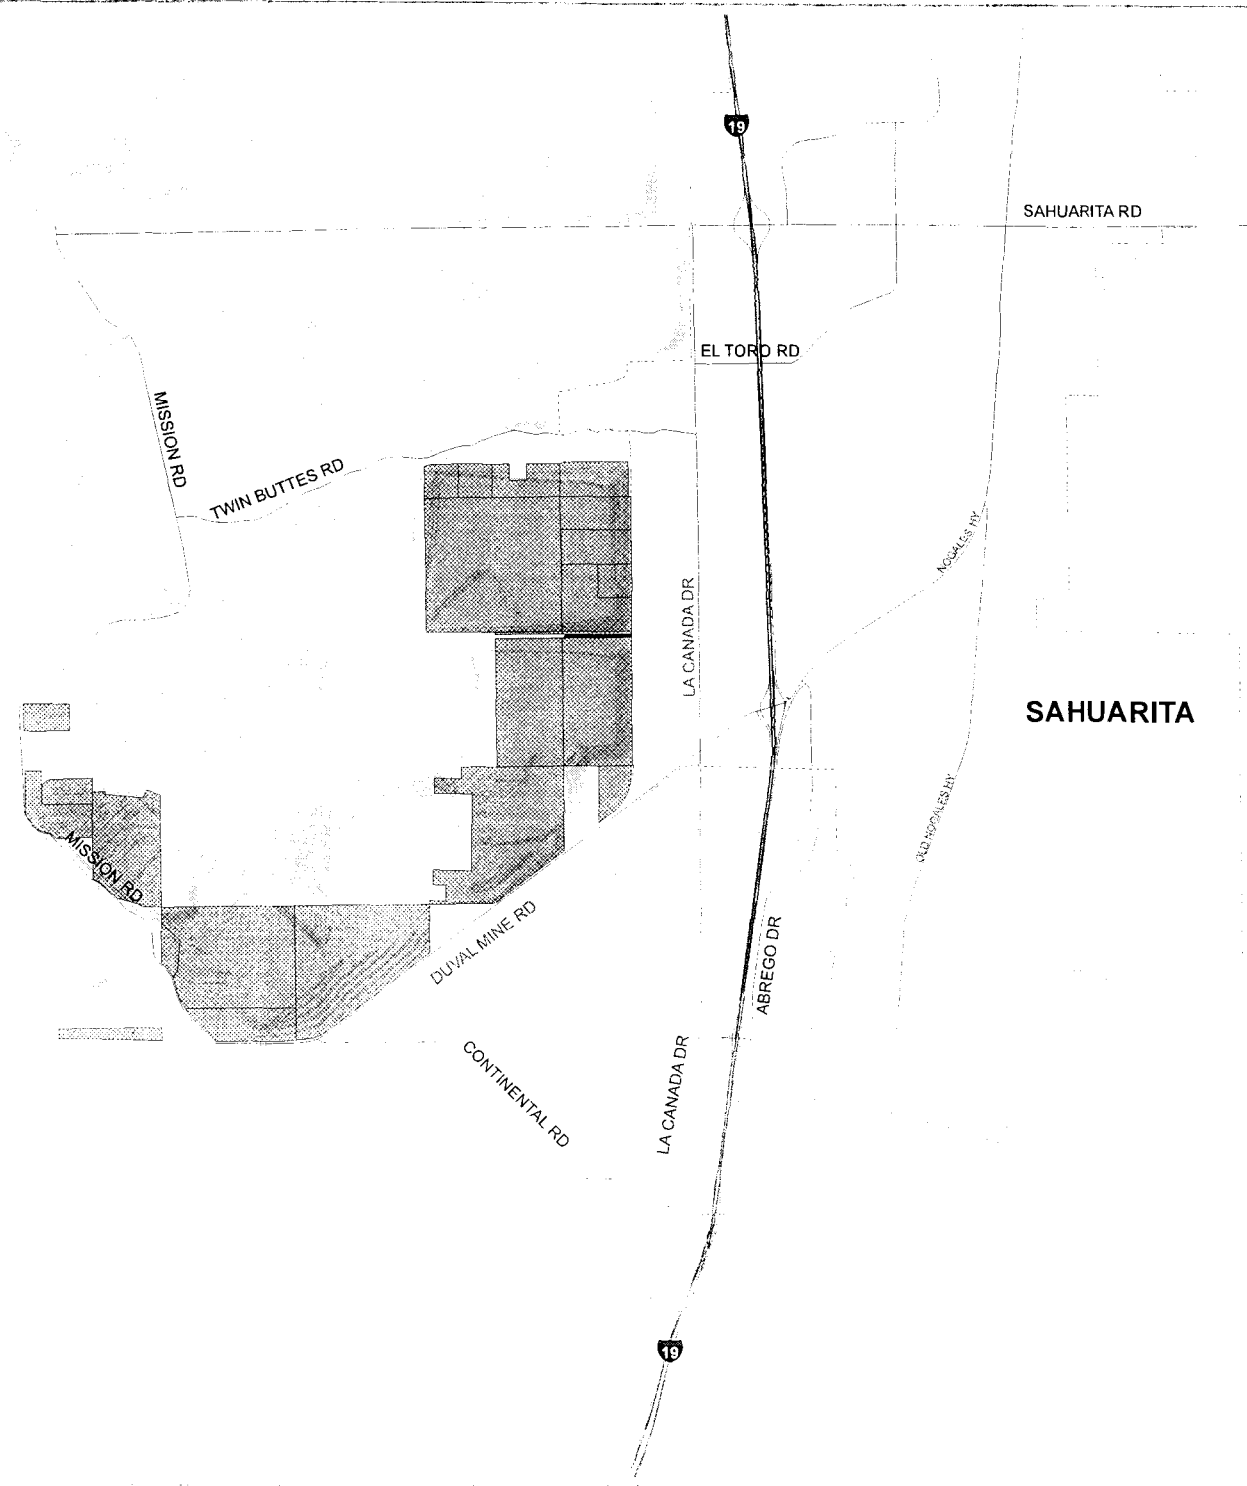 19
SAHUARITA RD
EL TORO RD
MISSION RD
TWIN BUTTES RD
NOGALES HY
LA CANADA DR
SAHUARITA
OLD NOGALES HY
MISSION RD
DUVAL MINE RD
ABREGO DR
CONTINENTAL RD
LA CANADA DR
19